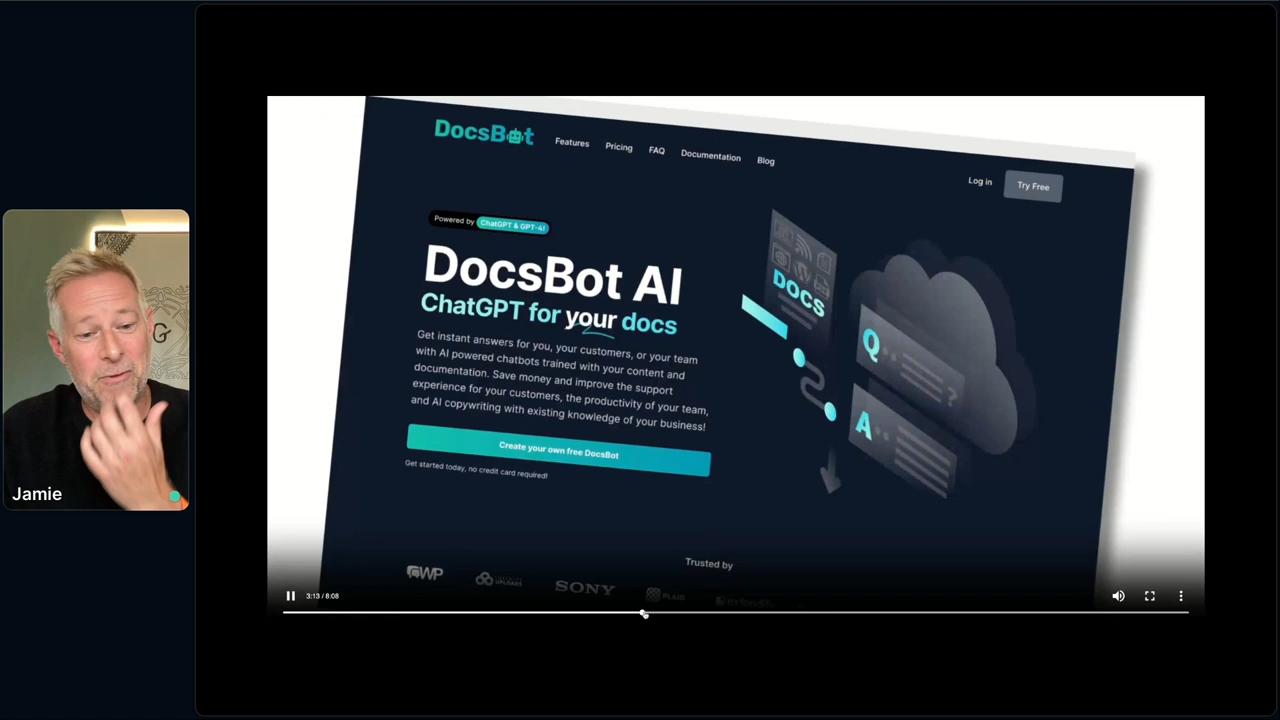 DocsBot
Features
Pricing
FAQ
Documentation
Blog
Log in
Try Free
Powered by ChatGPT & GPT-4!
DocsBot AI
ChatGPT for your docs
Get instant answers for you, your customers, or your team
with AI powered chatbots trained with your content and
documentation. Save money and improve the support
experience for your customers, the productivity of your team,
and AI copywriting with existing knowledge of your business!
Create your own free DocsBot
Get started today, no credit card required!
DOCS
Q
?
A
Trusted by
WP
SONY
PLAID
3:13 / 8:08
G
Jamie